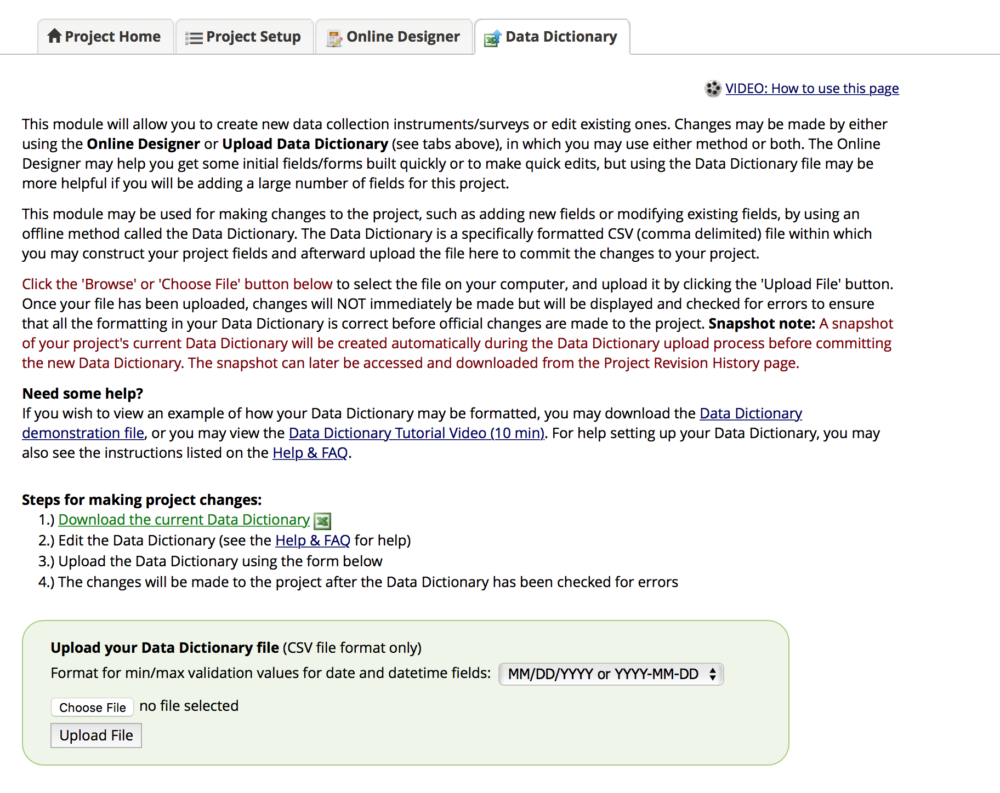 Project Home Project Setup Online Designer Data Dictionary
VIDEO: How to use this page
This module will allow you to create new data collection instruments/surveys or edit existing ones. Changes may be made by either
using the Online Designer or Upload Data Dictionary (see tabs above), in which you may use either method or both. The Online
Designer may help you get some initial fields/forms built quickly or to make quick edits, but using the Data Dictionary file may be
more helpful if you will be adding a large number of fields for this project.
This module may be used for making changes to the project, such as adding new fields or modifying existing fields, by using an
offline method called the Data Dictionary. The Data Dictionary is a specifically formatted CSV (comma delimited) file within which
you may construct your project fields and afterward upload the file here to commit the changes to your project.
Click the 'Browse' or 'Choose File' button below to select the file on your computer, and upload it by clicking the 'Upload File' button.
Once your file has been uploaded, changes will NOT immediately be made but will be displayed and checked for errors to ensure
that all the formatting in your Data Dictionary is correct before official changes are made to the project. Snapshot note: A snapshot
of your project's current Data Dictionary will be created automatically during the Data Dictionary upload process before committing
the new Data Dictionary. The snapshot can later be accessed and downloaded from the Project Revision History page.
Need some help?
If you wish to view an example of how your Data Dictionary may be formatted, you may download the Data Dictionary
demonstration file, or you may view the Data Dictionary Tutorial Video (10 min). For help setting up your Data Dictionary, you may
also see the instructions listed on the Help & FAQ.
Steps for making project changes:
1.) Download the current Data Dictionary
2.) Edit the Data Dictionary (see the Help & FAQ for help)
3.) Upload the Data Dictionary using the form below
4.) The changes will be made to the project after the Data Dictionary has been checked for errors
Upload your Data Dictionary file (CSV file format only)
Format for min/max validation values for date and datetime fields: MM/DD/YYYY or YYYY-MM-DD
Choose File no file selected
Upload File